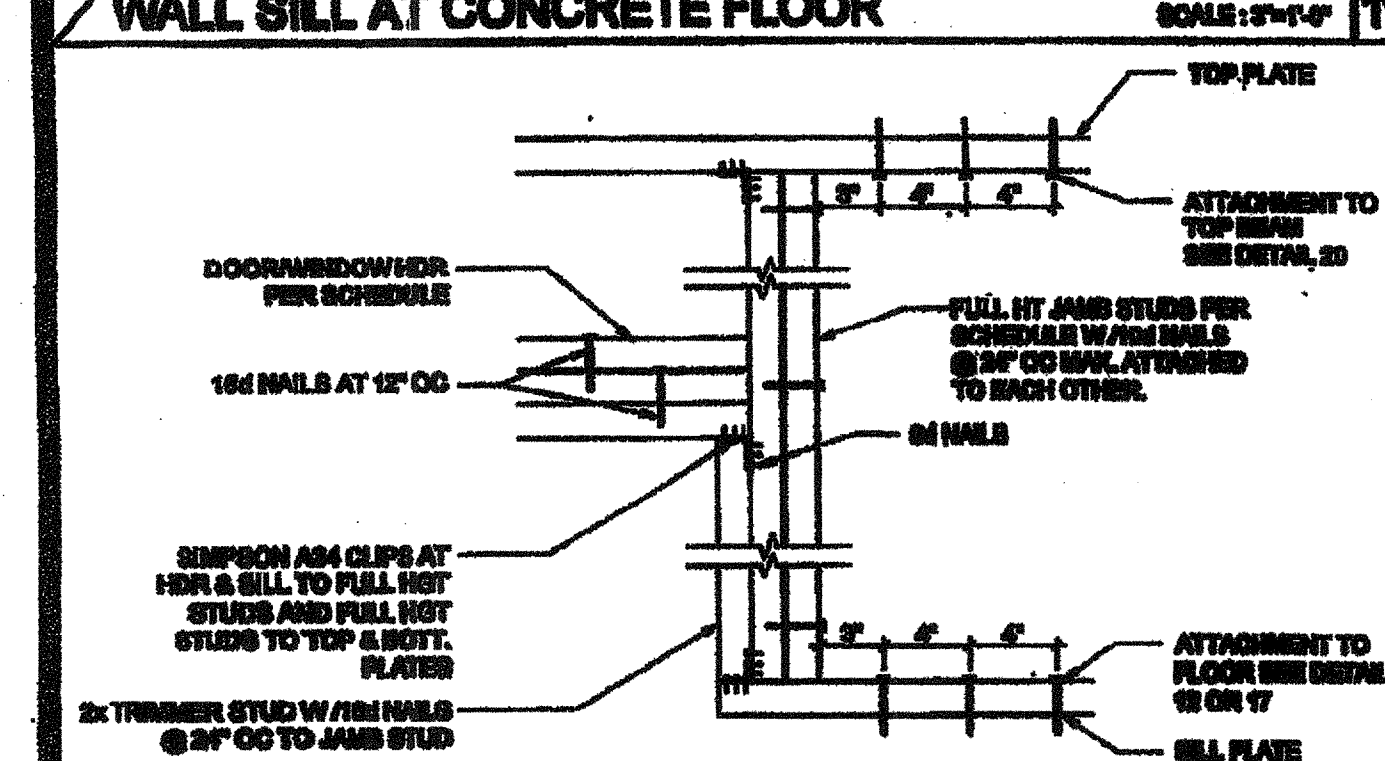 WALL SILL AT CONCRETE FLOOR
SCALE : 3"=1'-0"
TOP PLATE
3" 4" 4"
ATTACHMENT TO
TOP BEAM
SEE DETAIL 20
DOOR/WINDOW HDR
PER SCHEDULE
FULL HT JAMB STUDS PER
SCHEDULE W/16d NAILS
@ 24" OC MAX. ATTACHED
TO EACH OTHER.
16d NAILS AT 12" OC
8d NAILS
SIMPSON A34 CLIPS AT
HDR & SILL TO FULL HGT
STUDS AND FULL HGT
STUDS TO TOP & BOTT.
PLATES
3" 4" 4"
ATTACHMENT TO
FLOOR SEE DETAIL
OR 17
2x TRIMMER STUD W/16d NAILS
@ 24" OC TO JAMB STUD
SILL PLATE